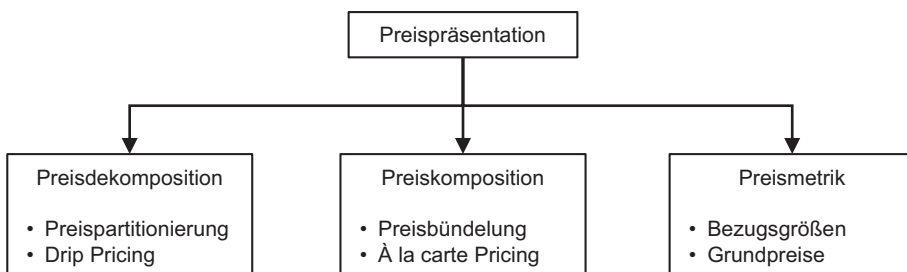 Preispräsentation
Preisdekomposition
• Preispartitionierung
• Drip Pricing
Preiskomposition
• Preisbündelung
• À la carte Pricing
Preismetrik
• Bezugsgrößen
• Grundpreise